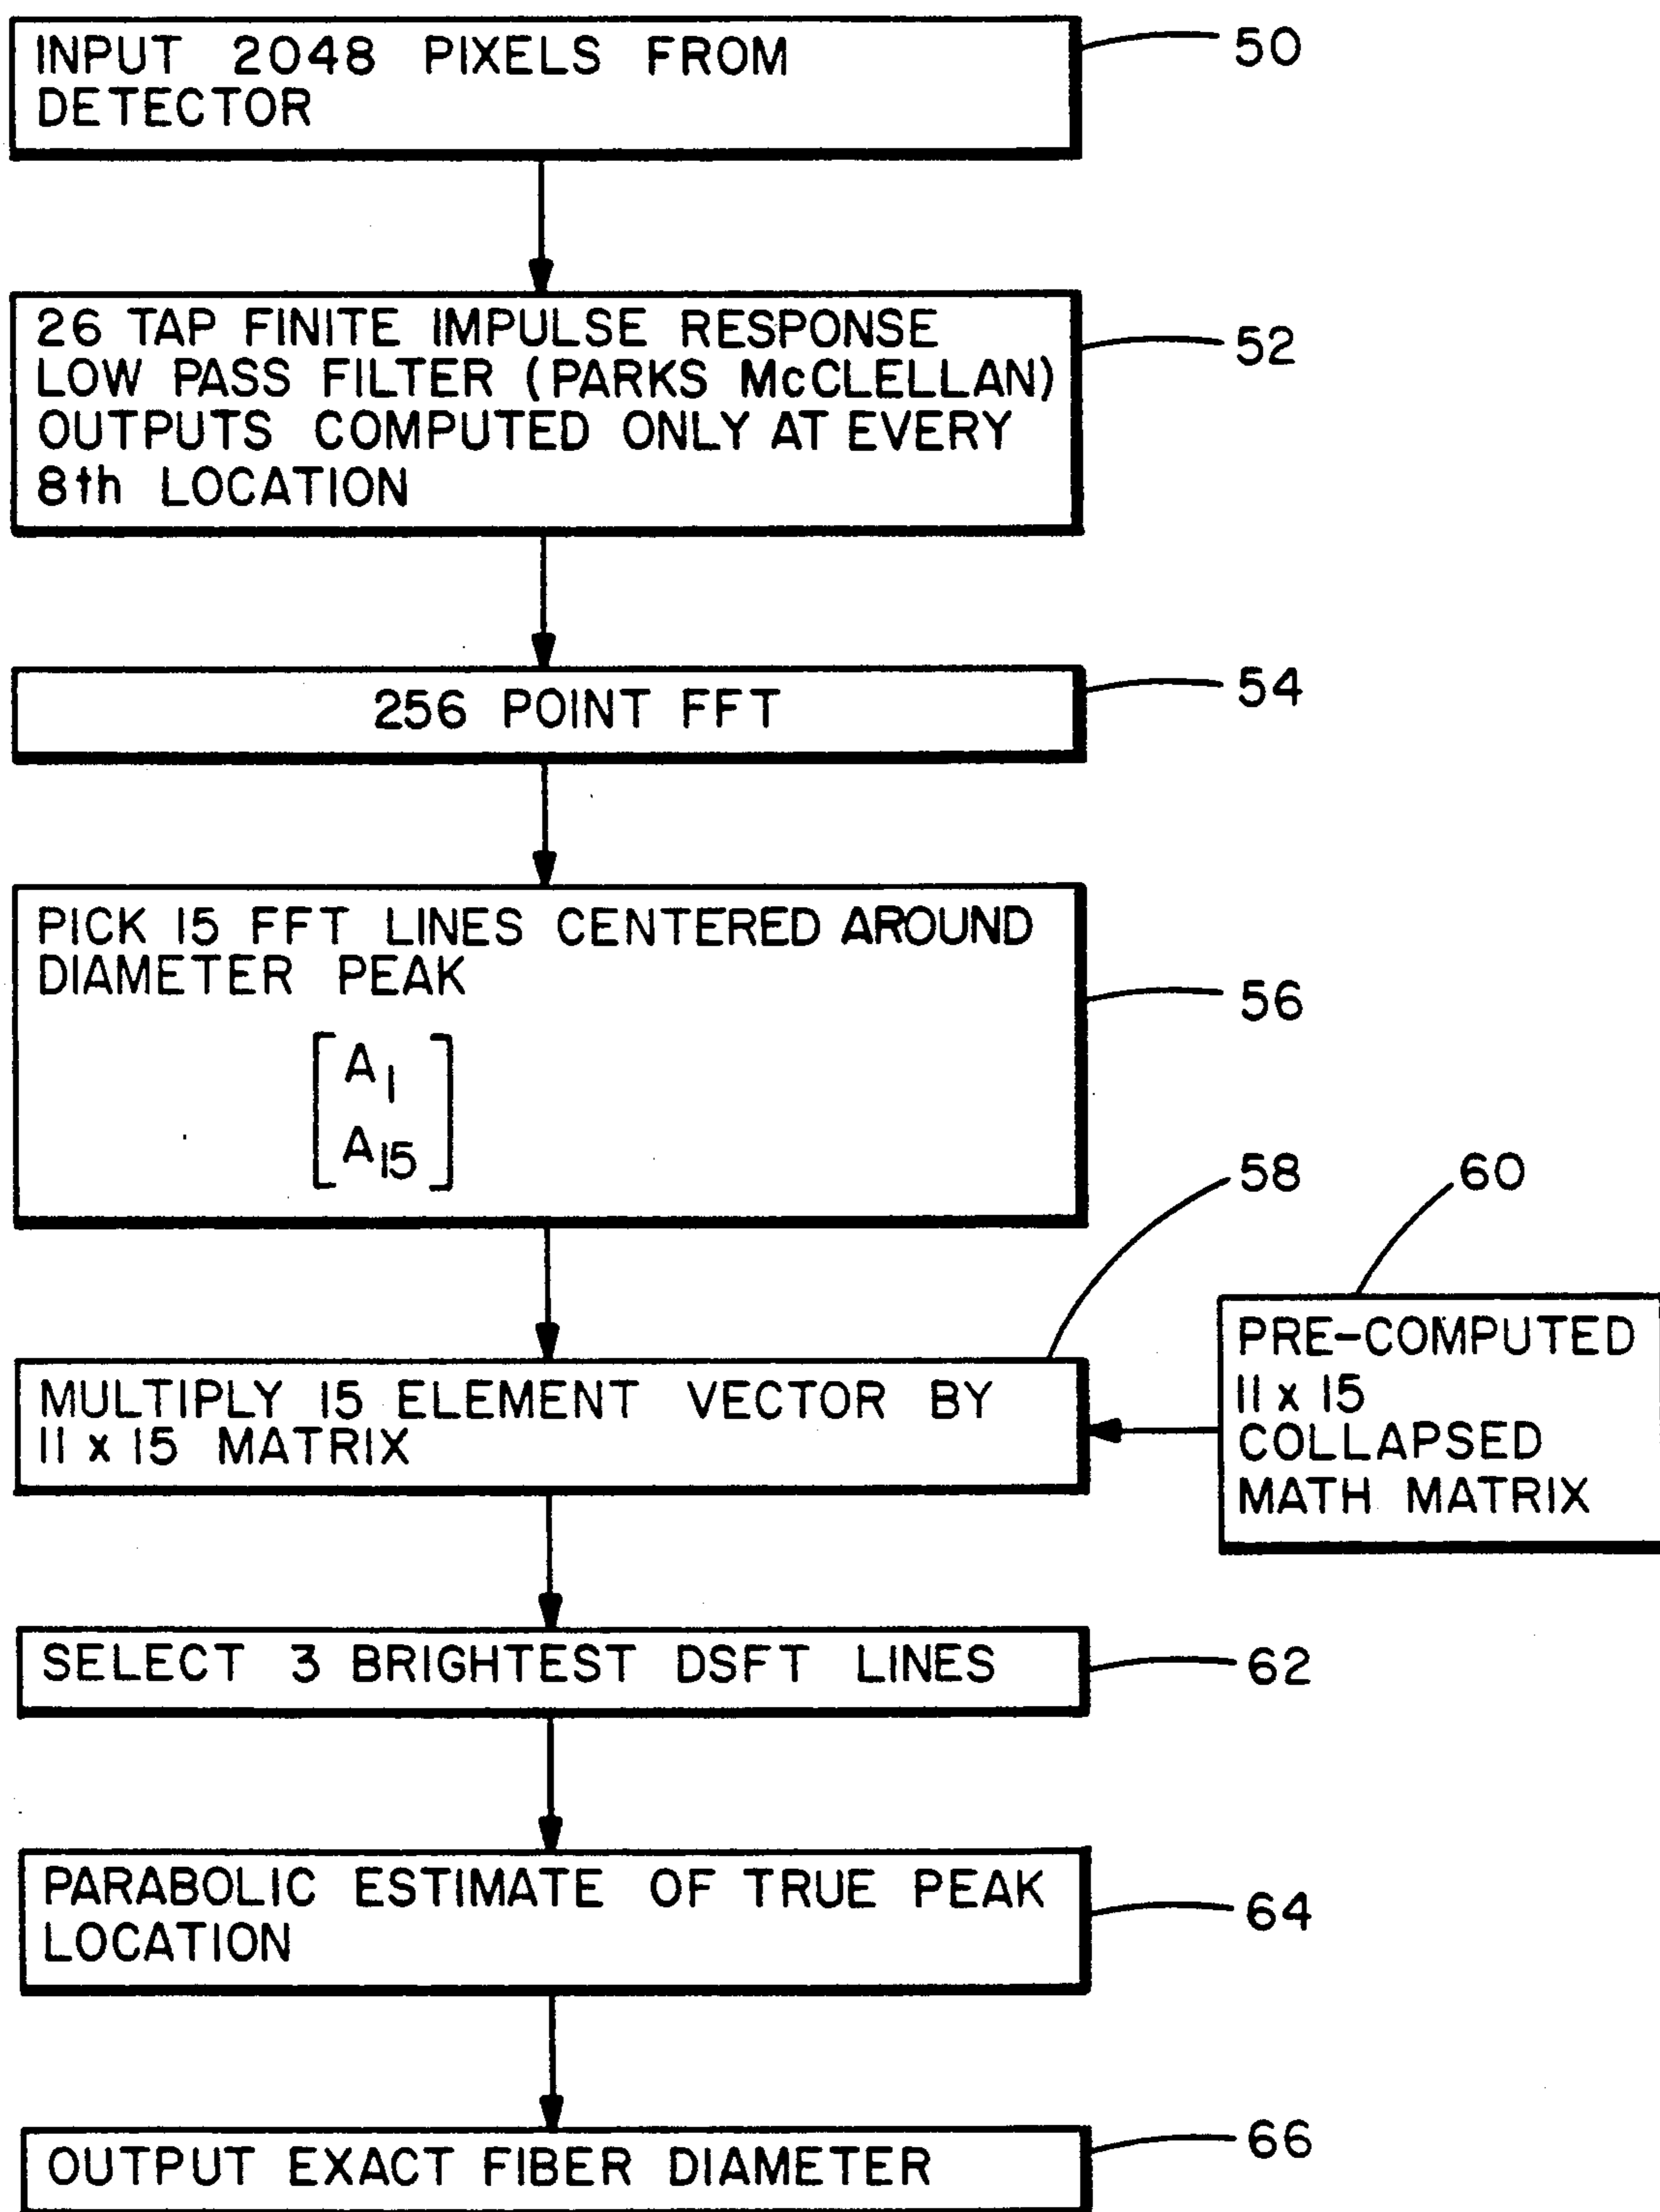 INPUT 2048 PIXELS FROM
DETECTOR
50
26 TAP FINITE IMPULSE RESPONSE
LOW PASS FILTER (PARKS McCLELLAN)
OUTPUTS COMPUTED ONLY AT EVERY
8th LOCATION
52
256 POINT FFT
54
PICK 15 FFT LINES CENTERED AROUND
DIAMETER PEAK
A1
A15
56
58
60
MULTIPLY 15 ELEMENT VECTOR BY
11 x 15 MATRIX
PRE-COMPUTED
11 x 15
COLLAPSED
MATH MATRIX
SELECT 3 BRIGHTEST DSFT LINES
62
PARABOLIC ESTIMATE OF TRUE PEAK
LOCATION
64
OUTPUT EXACT FIBER DIAMETER
66